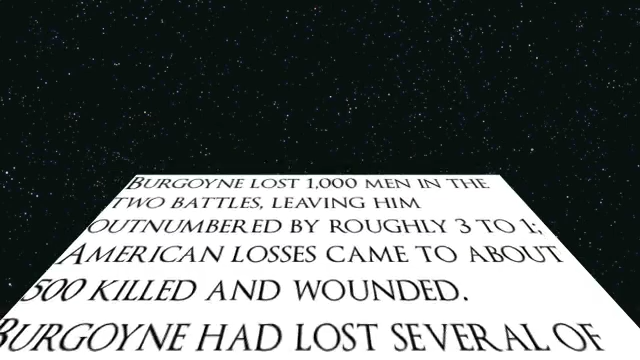 Burgoyne lost 1,000 men in the
two battles, leaving him
outnumbered by roughly 3 to 1;
American losses came to about
500 killed and wounded.
Burgoyne had lost several of